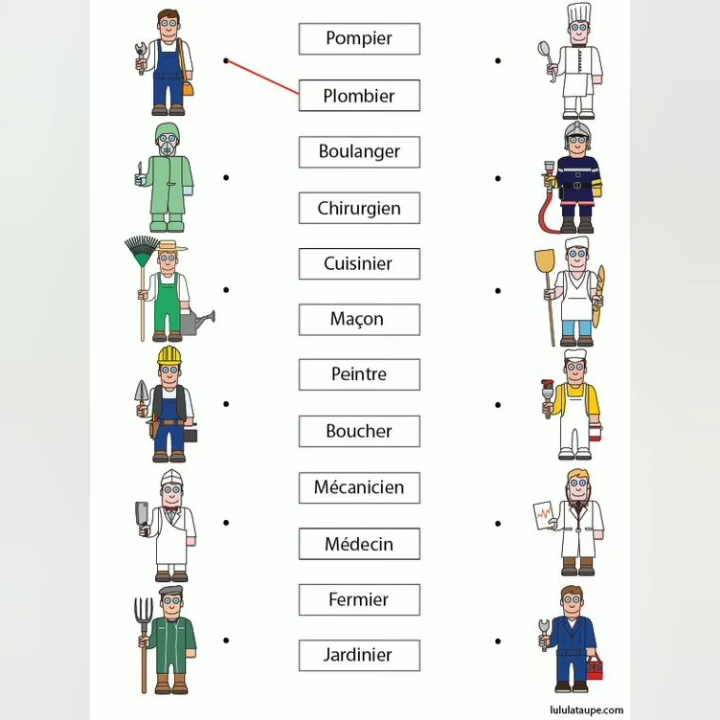 Pompier
Plombier
Boulanger
Chirurgien
Cuisinier
Maçon
Peintre
Boucher
Mécanicien
Médecin
Fermier
Jardinier
lululataupe.com